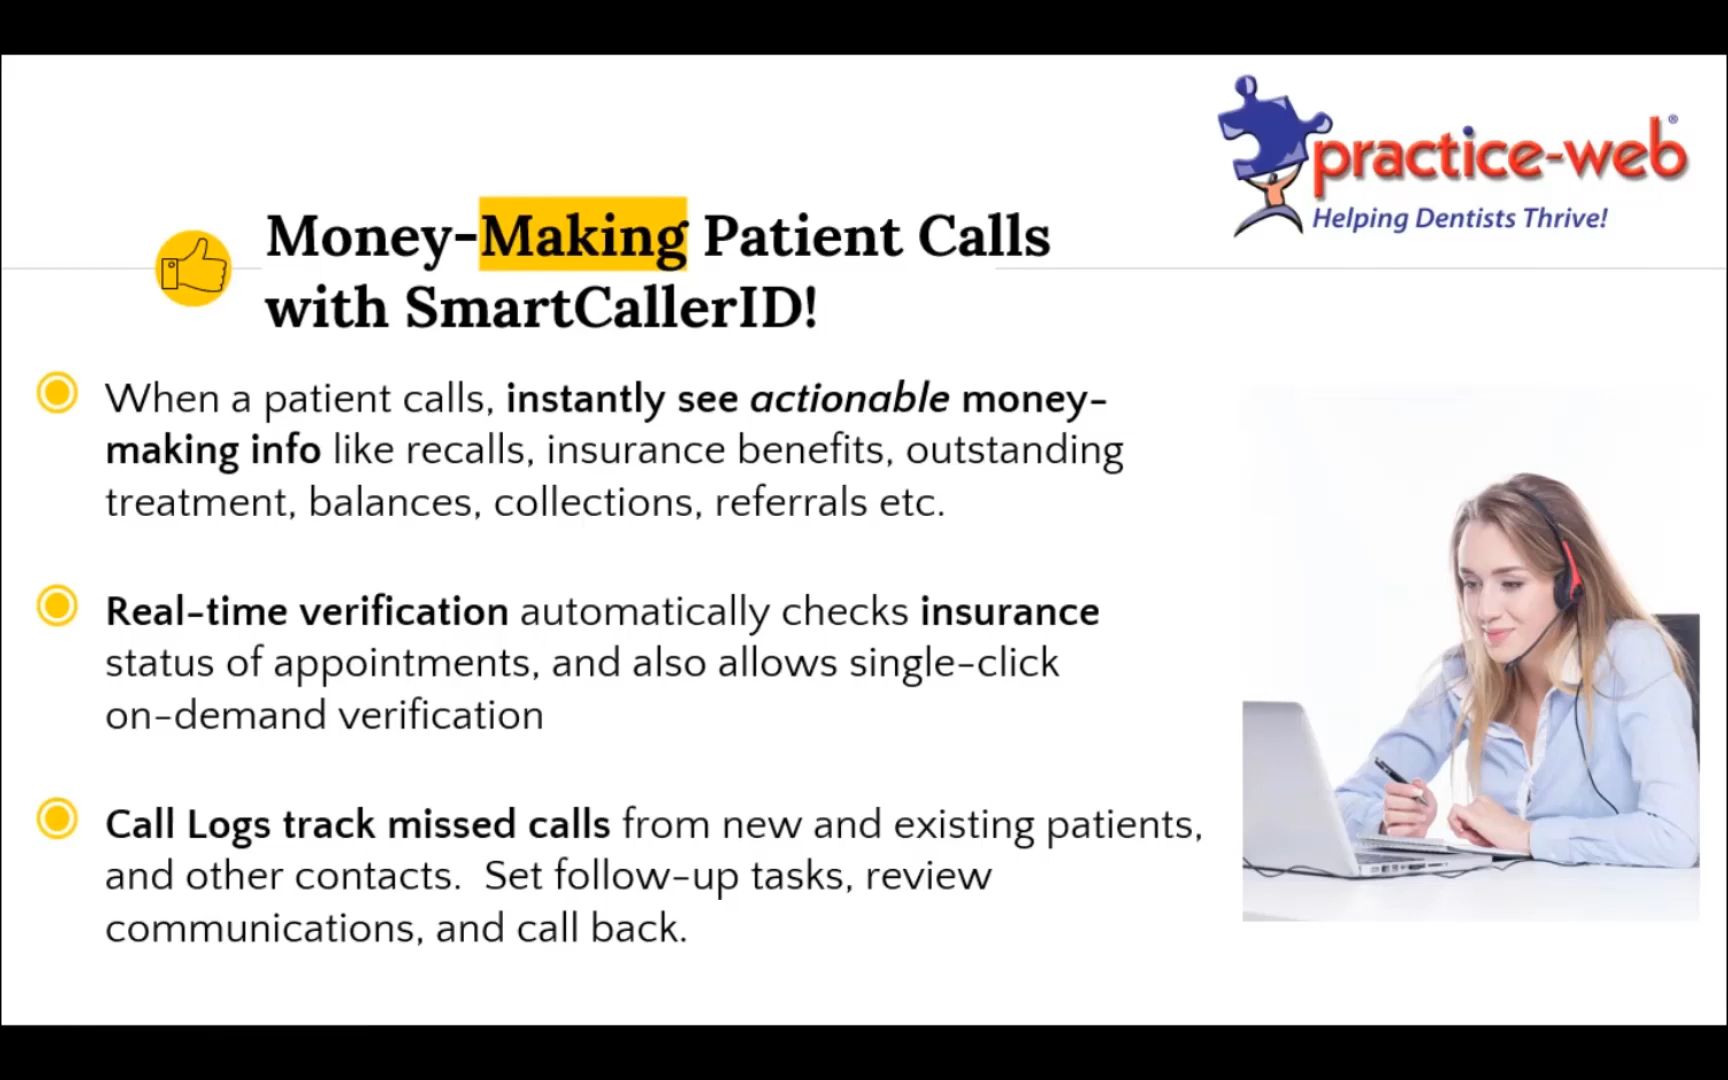 practice-web®
Helping Dentists Thrive!
Money-Making Patient Calls
with SmartCallerID!
When a patient calls, instantly see actionable money-
making info like recalls, insurance benefits, outstanding
treatment, balances, collections, referrals etc.
Real-time verification automatically checks insurance
status of appointments, and also allows single-click
on-demand verification
Call Logs track missed calls from new and existing patients,
and other contacts.  Set follow-up tasks, review
communications, and call back.